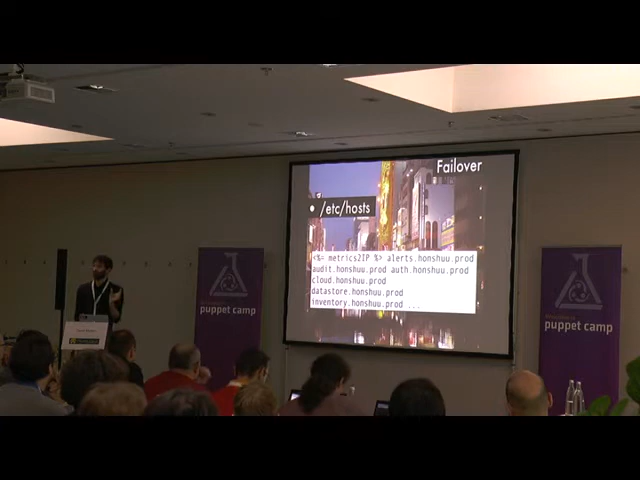 Failover
• /etc/hosts
<%= metrics2IP %> alerts.honshuu.prod
audit.honshuu.prod auth.honshuu.prod
cloud.honshuu.prod
datastore.honshuu.prod
inventory.honshuu.prod ...
puppet camp
puppet camp